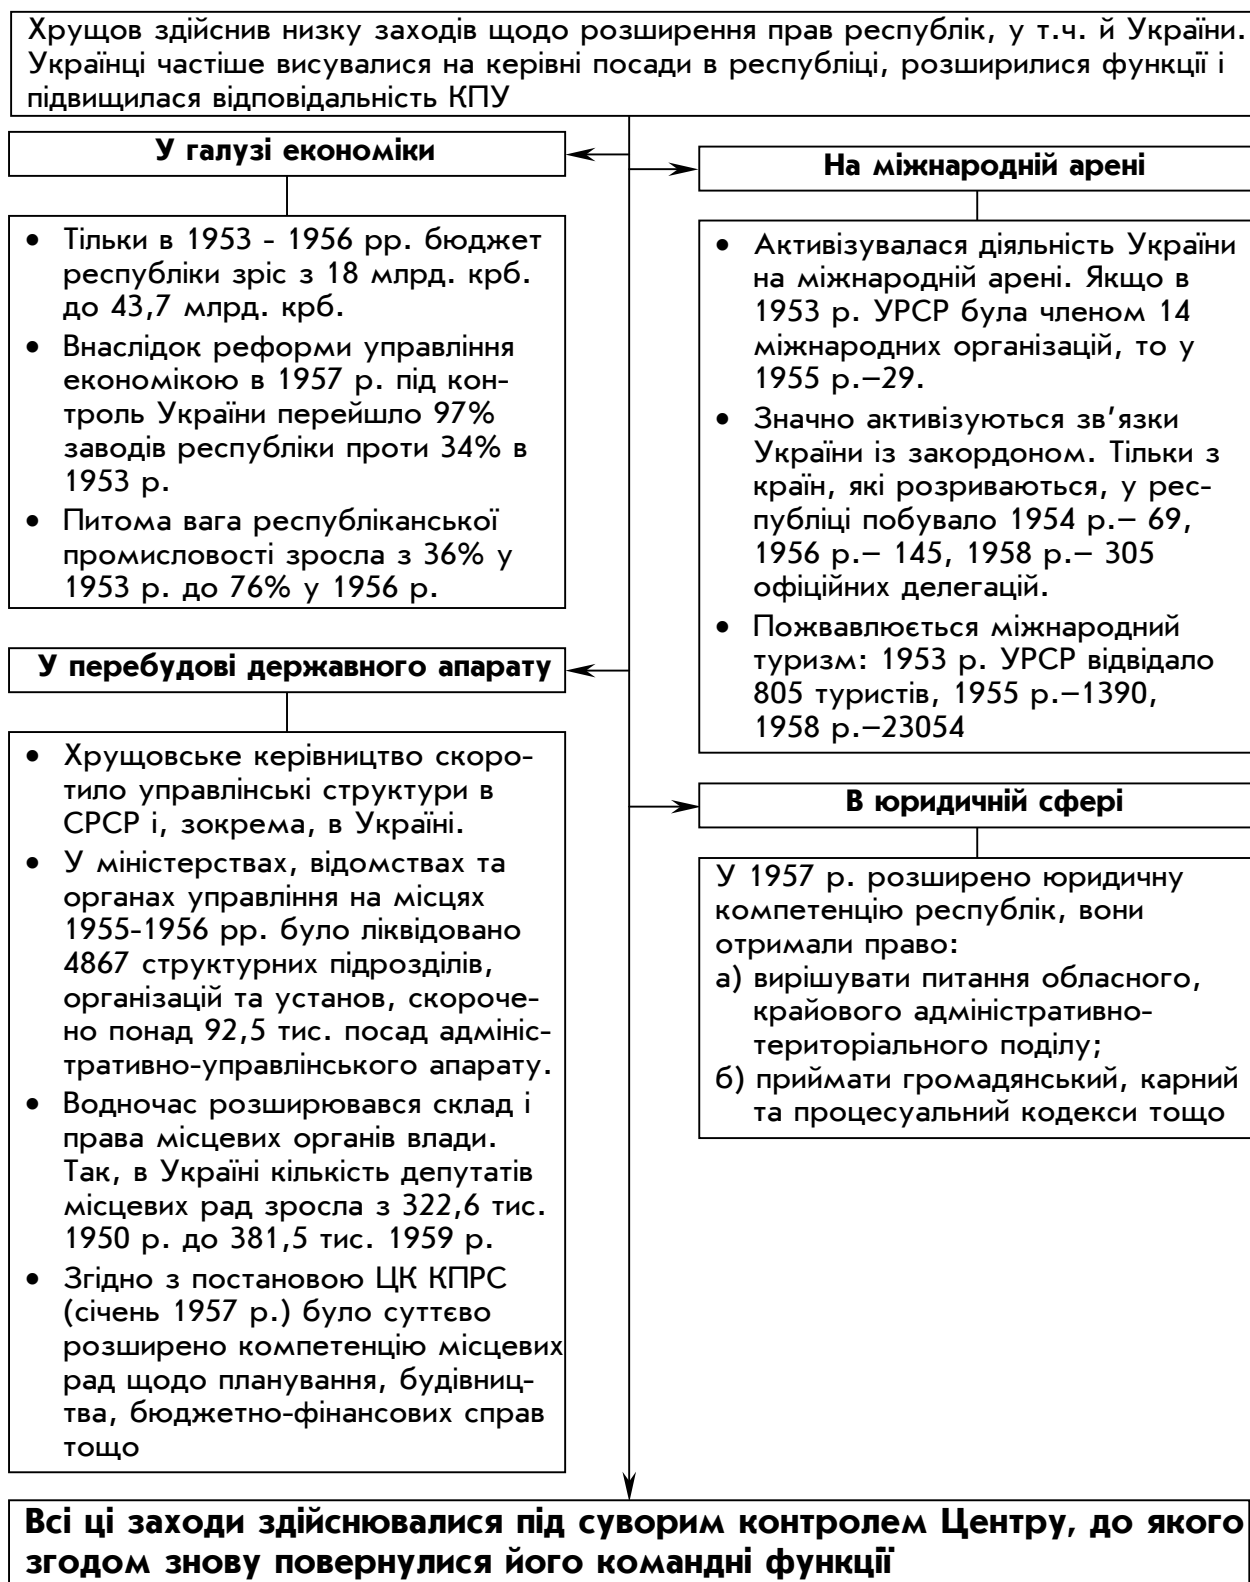 Хрущов здійснив низку заходів щодо розширення прав республік, у т.ч. й України.
Українці частіше висувалися на керівні посади в республіці, розширилися функції і
підвищилася відповідальність КПУ
У галузі економіки
• Тільки в 1953 - 1956 рр. бюджет
республіки зріс з 18 млрд. крб.
до 43,7 млрд. крб.
• Внаслідок реформи управління
економікою в 1957 р. під кон-
троль України перейшло 97%
заводів республіки проти 34% в
1953 р.
• Питома вага республіканської
промисловості зросла з 36% у
1953 р. до 76% у 1956 р.
На міжнародній арені
• Активізувалася діяльність України
на міжнародній арені. Якщо в
1953 р. УРСР була членом 14
міжнародних організацій, то у
1955 р.–29.
• Значно активізуються зв'язки
України із закордоном. Тільки з
країн, які розриваються, у рес-
публіці побувало 1954 р.– 69,
1956 р.– 145, 1958 р.– 305
офіційних делегацій.
• Пожвавлюється міжнародний
туризм: 1953 р. УРСР відвідало
805 туристів, 1955 р.–1390,
1958 р.–23054
У перебудові державного апарату
• Хрущовське керівництво скоро-
тило управлінські структури в
СРСР і, зокрема, в Україні.
• У міністерствах, відомствах та
органах управління на місцях
1955-1956 рр. було ліквідовано
4867 структурних підрозділів,
організацій та установ, скороче-
но понад 92,5 тис. посад адмініс-
тративно-управлінського апарату.
• Водночас розширювався склад і
права місцевих органів влади.
Так, в Україні кількість депутатів
місцевих рад зросла з 322,6 тис.
1950 р. до 381,5 тис. 1959 р.
• Згідно з постановою ЦК КПРС
(січень 1957 р.) було суттєво
розширено компетенцію місцевих
рад щодо планування, будівниц-
тва, бюджетно-фінансових справ
тощо
В юридичній сфері
У 1957 р. розширено юридичну
компетенцію республік, вони
отримали право:
а) вирішувати питання обласного,
крайового адміністративно-
територіального поділу;
б) приймати громадянський, карний
та процесуальний кодекси тощо
Всі ці заходи здійснювалися під суворим контролем Центру, до якого
згодом знову повернулися його командні функції